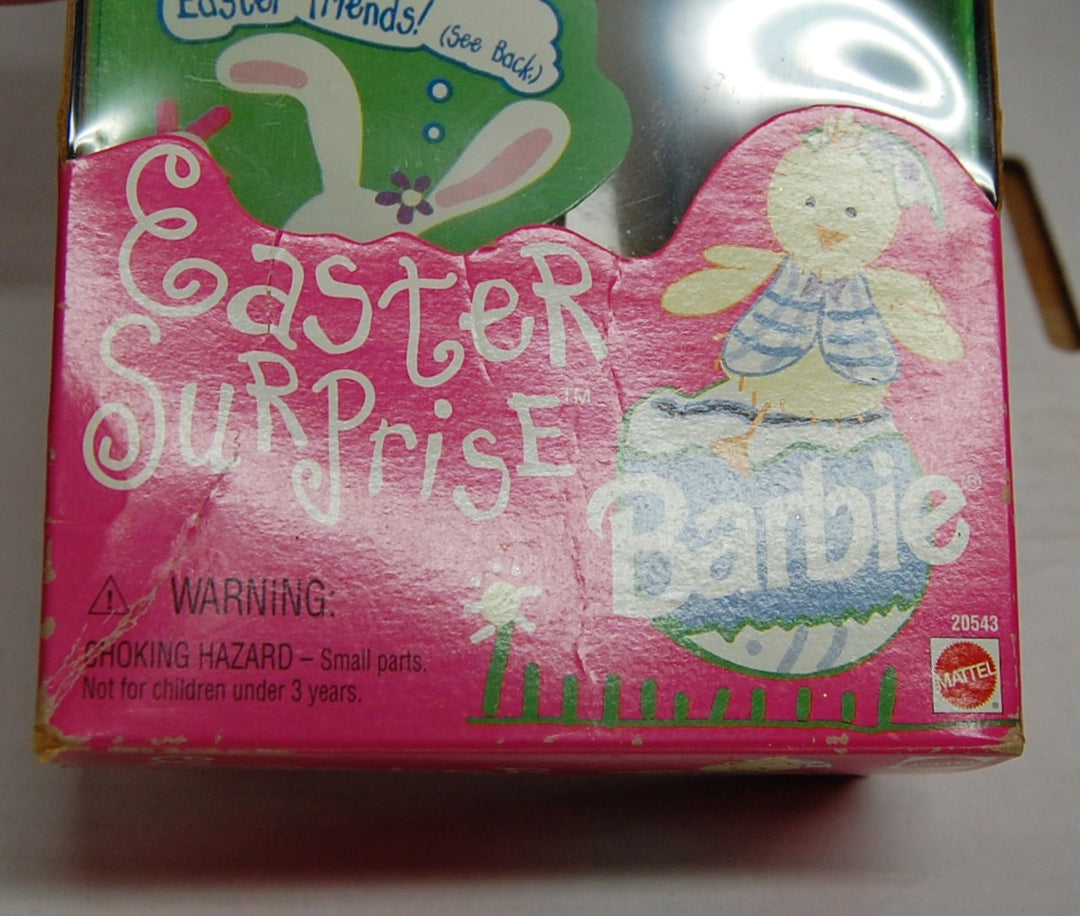 Easter friends!
(See Back.)
Easter
Surprise™
Barbie®
⚠ WARNING:
CHOKING HAZARD – Small parts.
Not for children under 3 years.
20543
MATTEL®